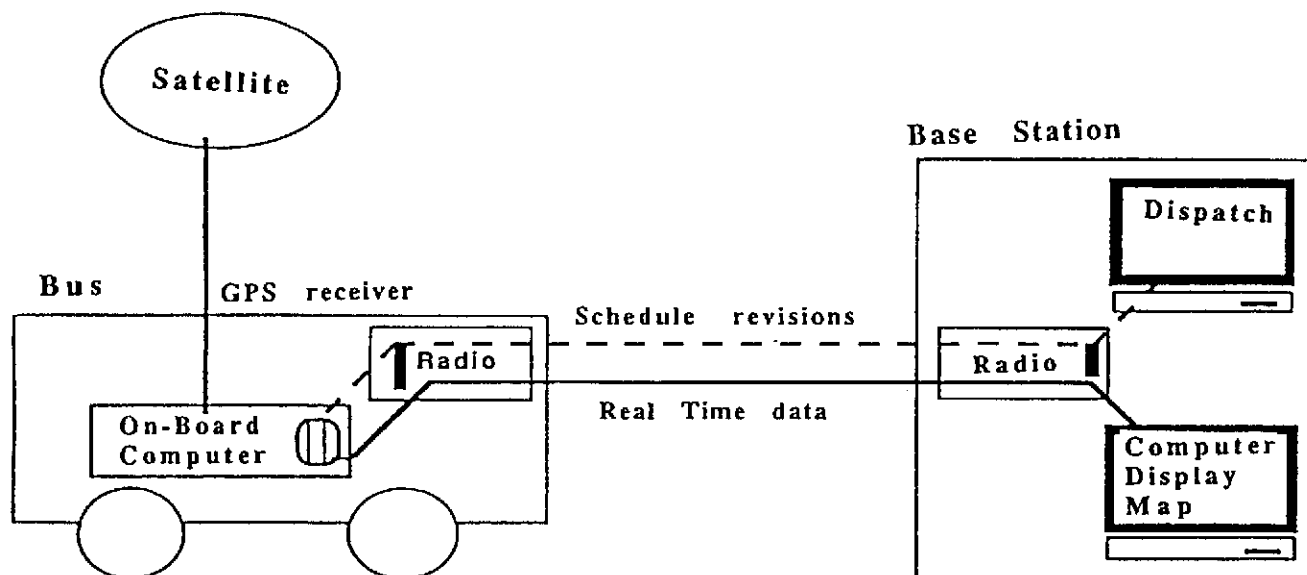 Satellite
Base Station
Dispatch
Bus
GPS receiver
Schedule revisions
Radio
Radio
Real Time data
On-Board
Computer
Computer
Display
Map